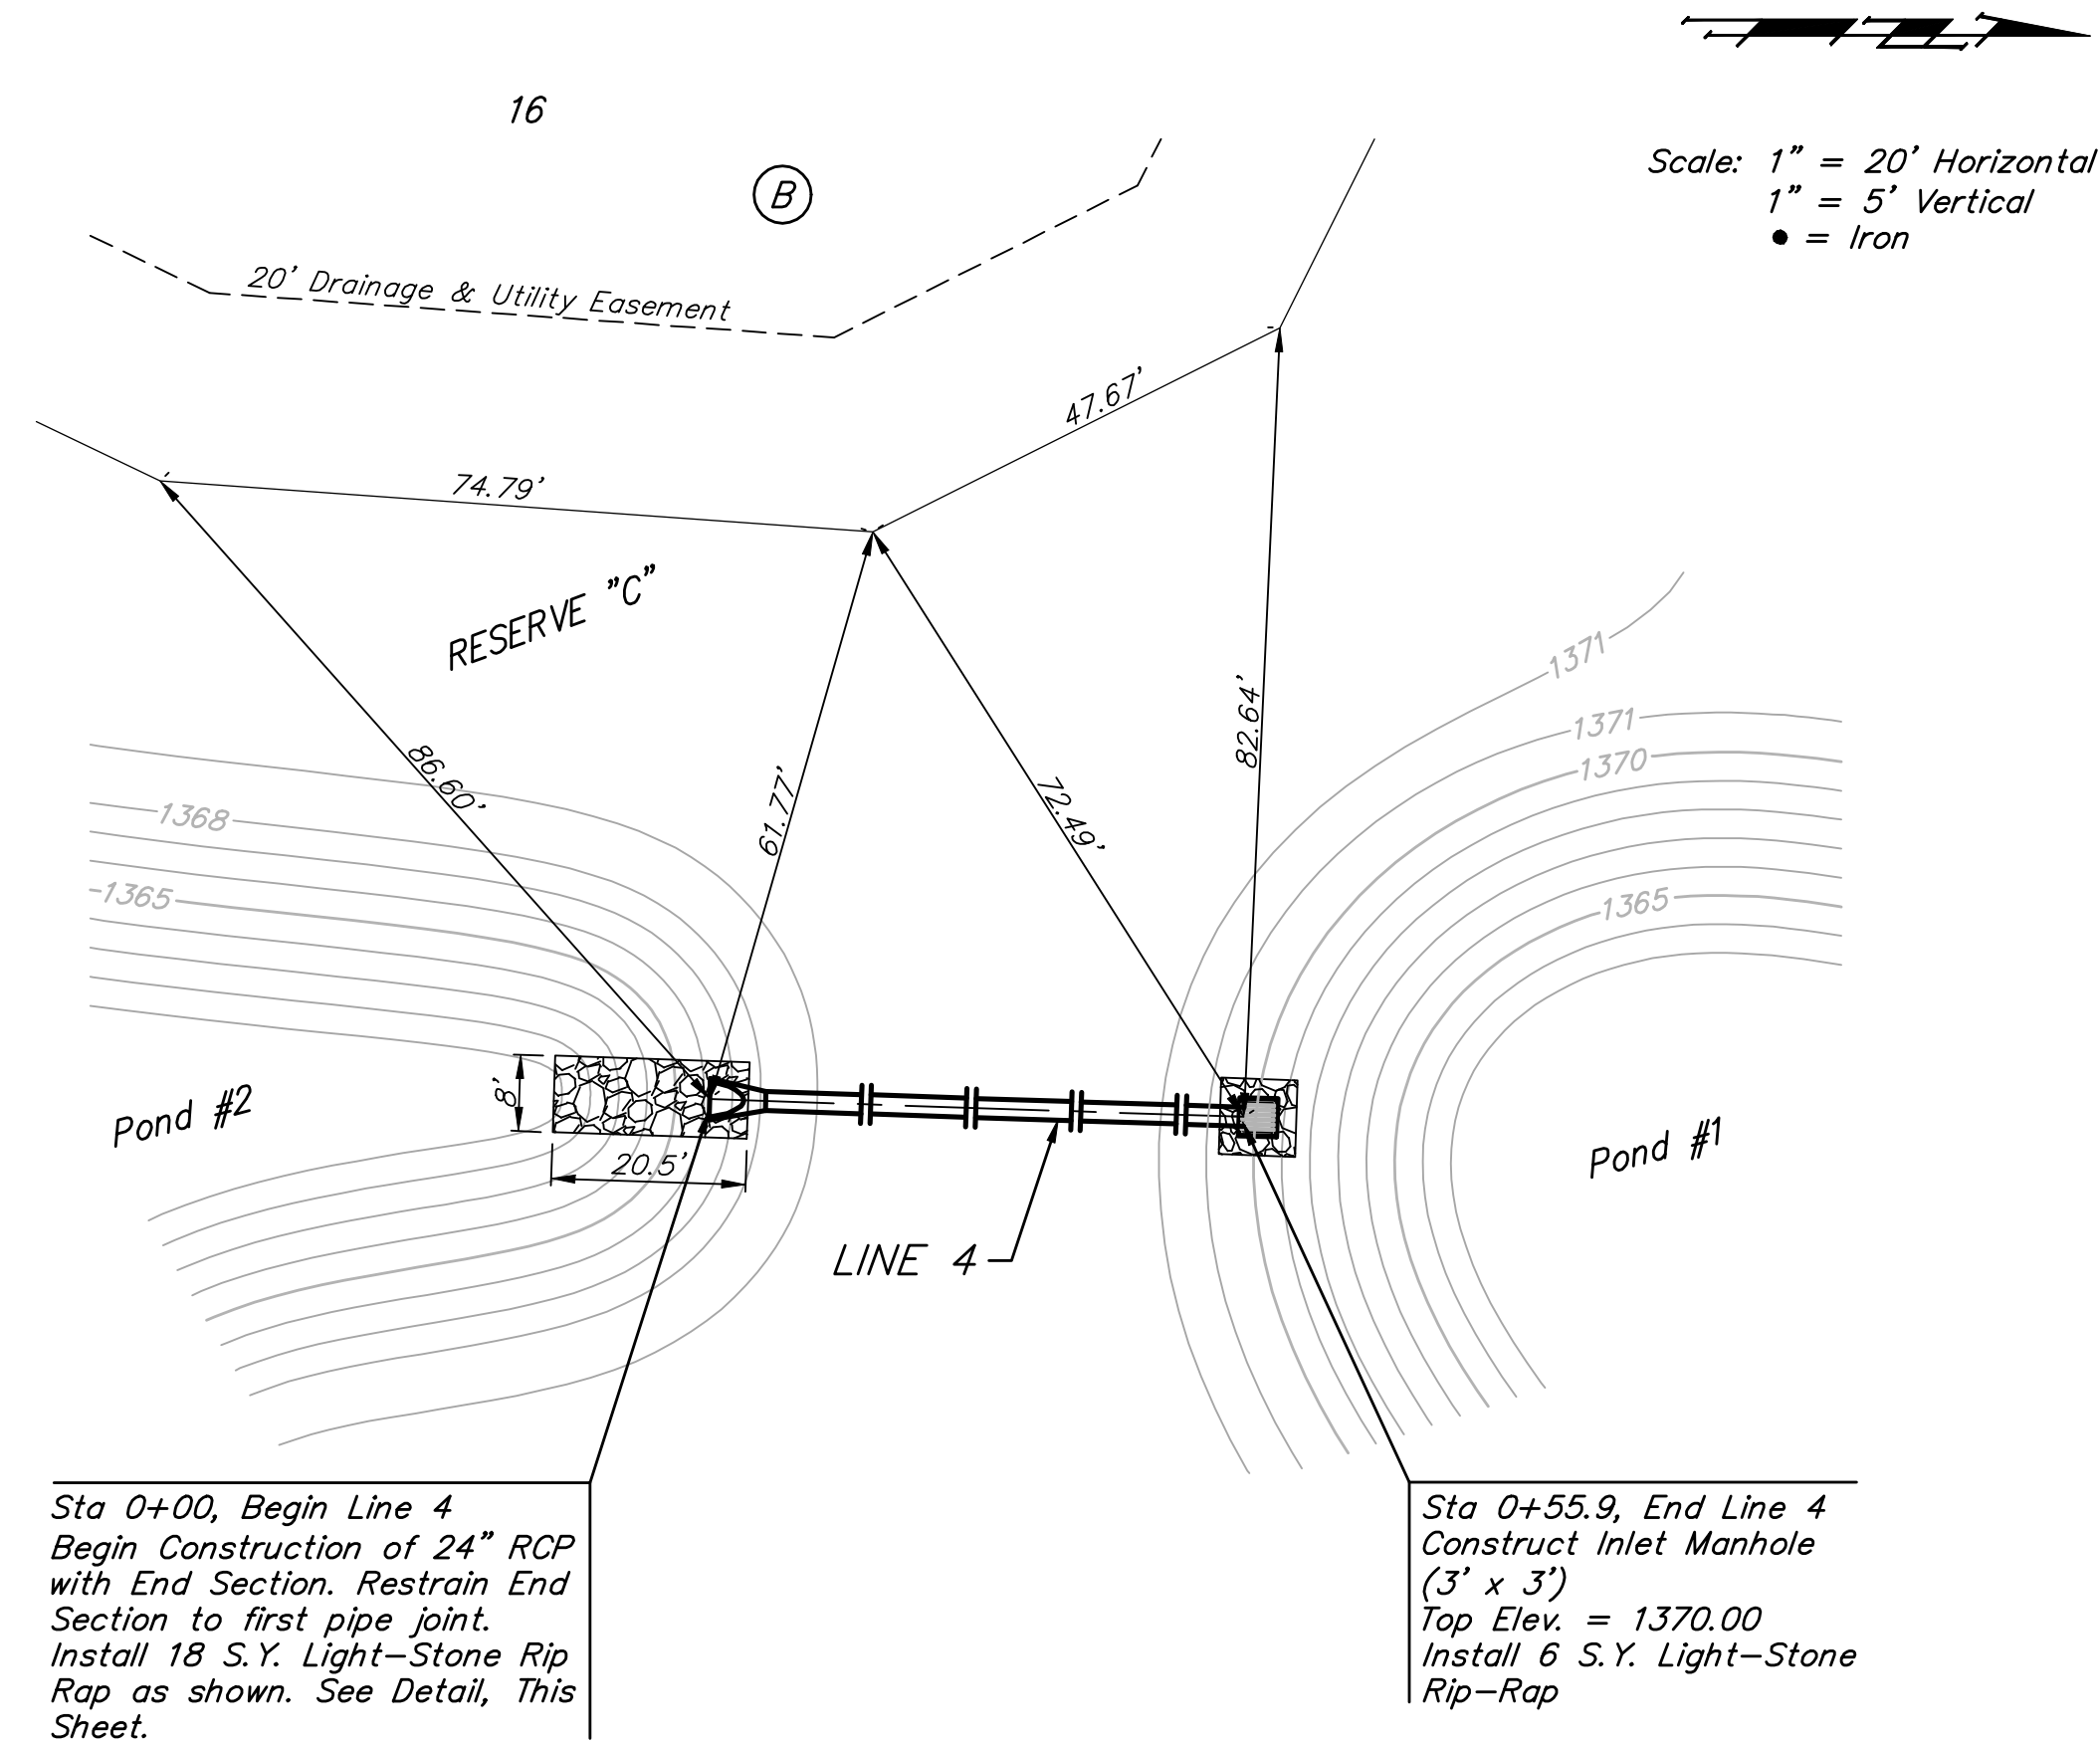 16
B
Scale: 1" = 20' Horizontal
1" = 5' Vertical
● = Iron
20' Drainage & Utility Easement
47.67'
74.79'
RESERVE "C"
86.60'
61.77'
72.49'
82.64'
1371
1371
1370
1365
1368
1365
Pond #2
8'
20.5'
LINE 4
Pond #1
Sta 0+00, Begin Line 4
Begin Construction of 24" RCP
with End Section. Restrain End
Section to first pipe joint.
Install 18 S.Y. Light-Stone Rip
Rap as shown. See Detail, This
Sheet.
Sta 0+55.9, End Line 4
Construct Inlet Manhole
(3' x 3')
Top Elev. = 1370.00
Install 6 S.Y. Light-Stone
Rip-Rap